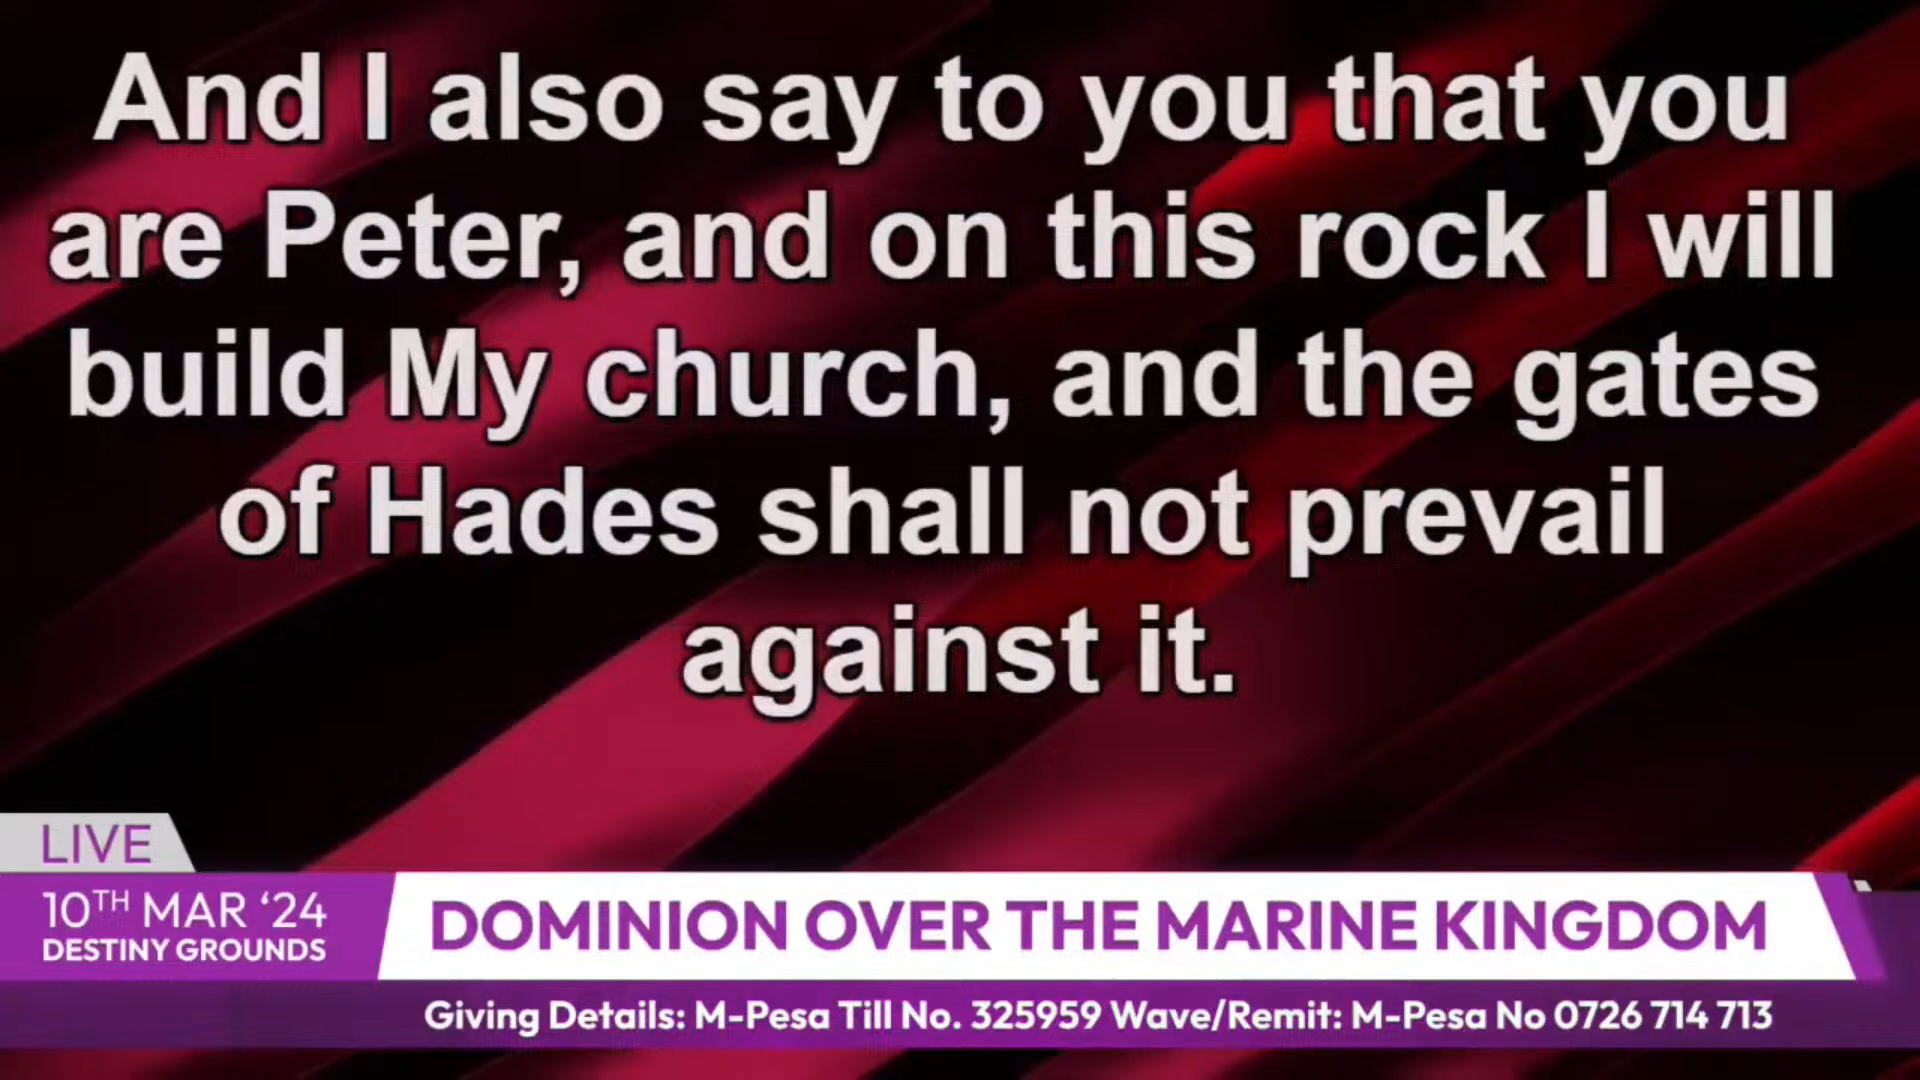 And I also say to you that you
are Peter, and on this rock I will
build My church, and the gates
of Hades shall not prevail
against it.
LIVE
10TH MAR ‘24
DESTINY GROUNDS
DOMINION OVER THE MARINE KINGDOM
Giving Details: M-Pesa Till No. 325959 Wave/Remit: M-Pesa No 0726 714 713